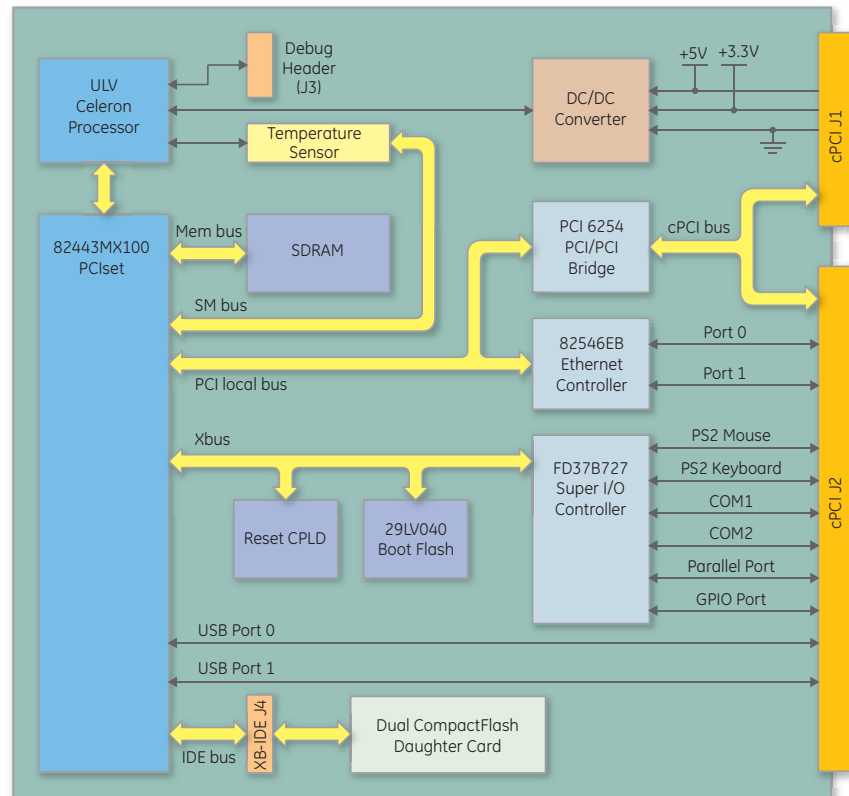 Debug
Header
(J3)
ULV
Celeron
Processor
+5V
+3.3V
DC/DC
Converter
cPCI J1
Temperature
Sensor
82443MX100
PCIset
Mem bus
SDRAM
PCI 6254
PCI/PCI
Bridge
cPCI bus
SM bus
PCI local bus
82546EB
Ethernet
Controller
Port 0
Port 1
Xbus
FD37B727
Super I/O
Controller
PS2 Mouse
PS2 Keyboard
COM1
COM2
Parallel Port
GPIO Port
cPCI J2
Reset CPLD
29LV040
Boot Flash
USB Port 0
USB Port 1
IDE bus
XB-IDE J4
Dual CompactFlash
Daughter Card